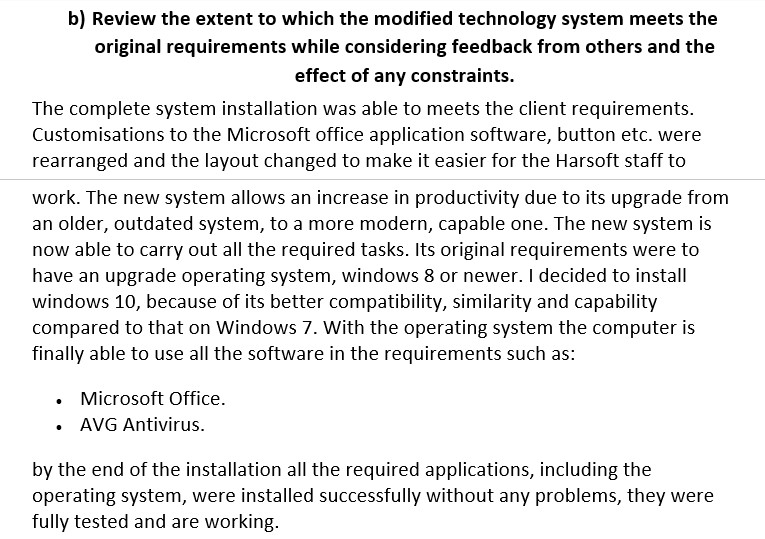 b) Review the extent to which the modified technology system meets the
original requirements while considering feedback from others and the
effect of any constraints.
The complete system installation was able to meets the client requirements.
Customisations to the Microsoft office application software, button etc. were
rearranged and the layout changed to make it easier for the Harsoft staff to
work. The new system allows an increase in productivity due to its upgrade from
an older, outdated system, to a more modern, capable one. The new system is
now able to carry out all the required tasks. Its original requirements were to
have an upgrade operating system, windows 8 or newer. I decided to install
windows 10, because of its better compatibility, similarity and capability
compared to that on Windows 7. With the operating system the computer is
finally able to use all the software in the requirements such as:
• Microsoft Office.
• AVG Antivirus.
by the end of the installation all the required applications, including the
operating system, were installed successfully without any problems, they were
fully tested and are working.